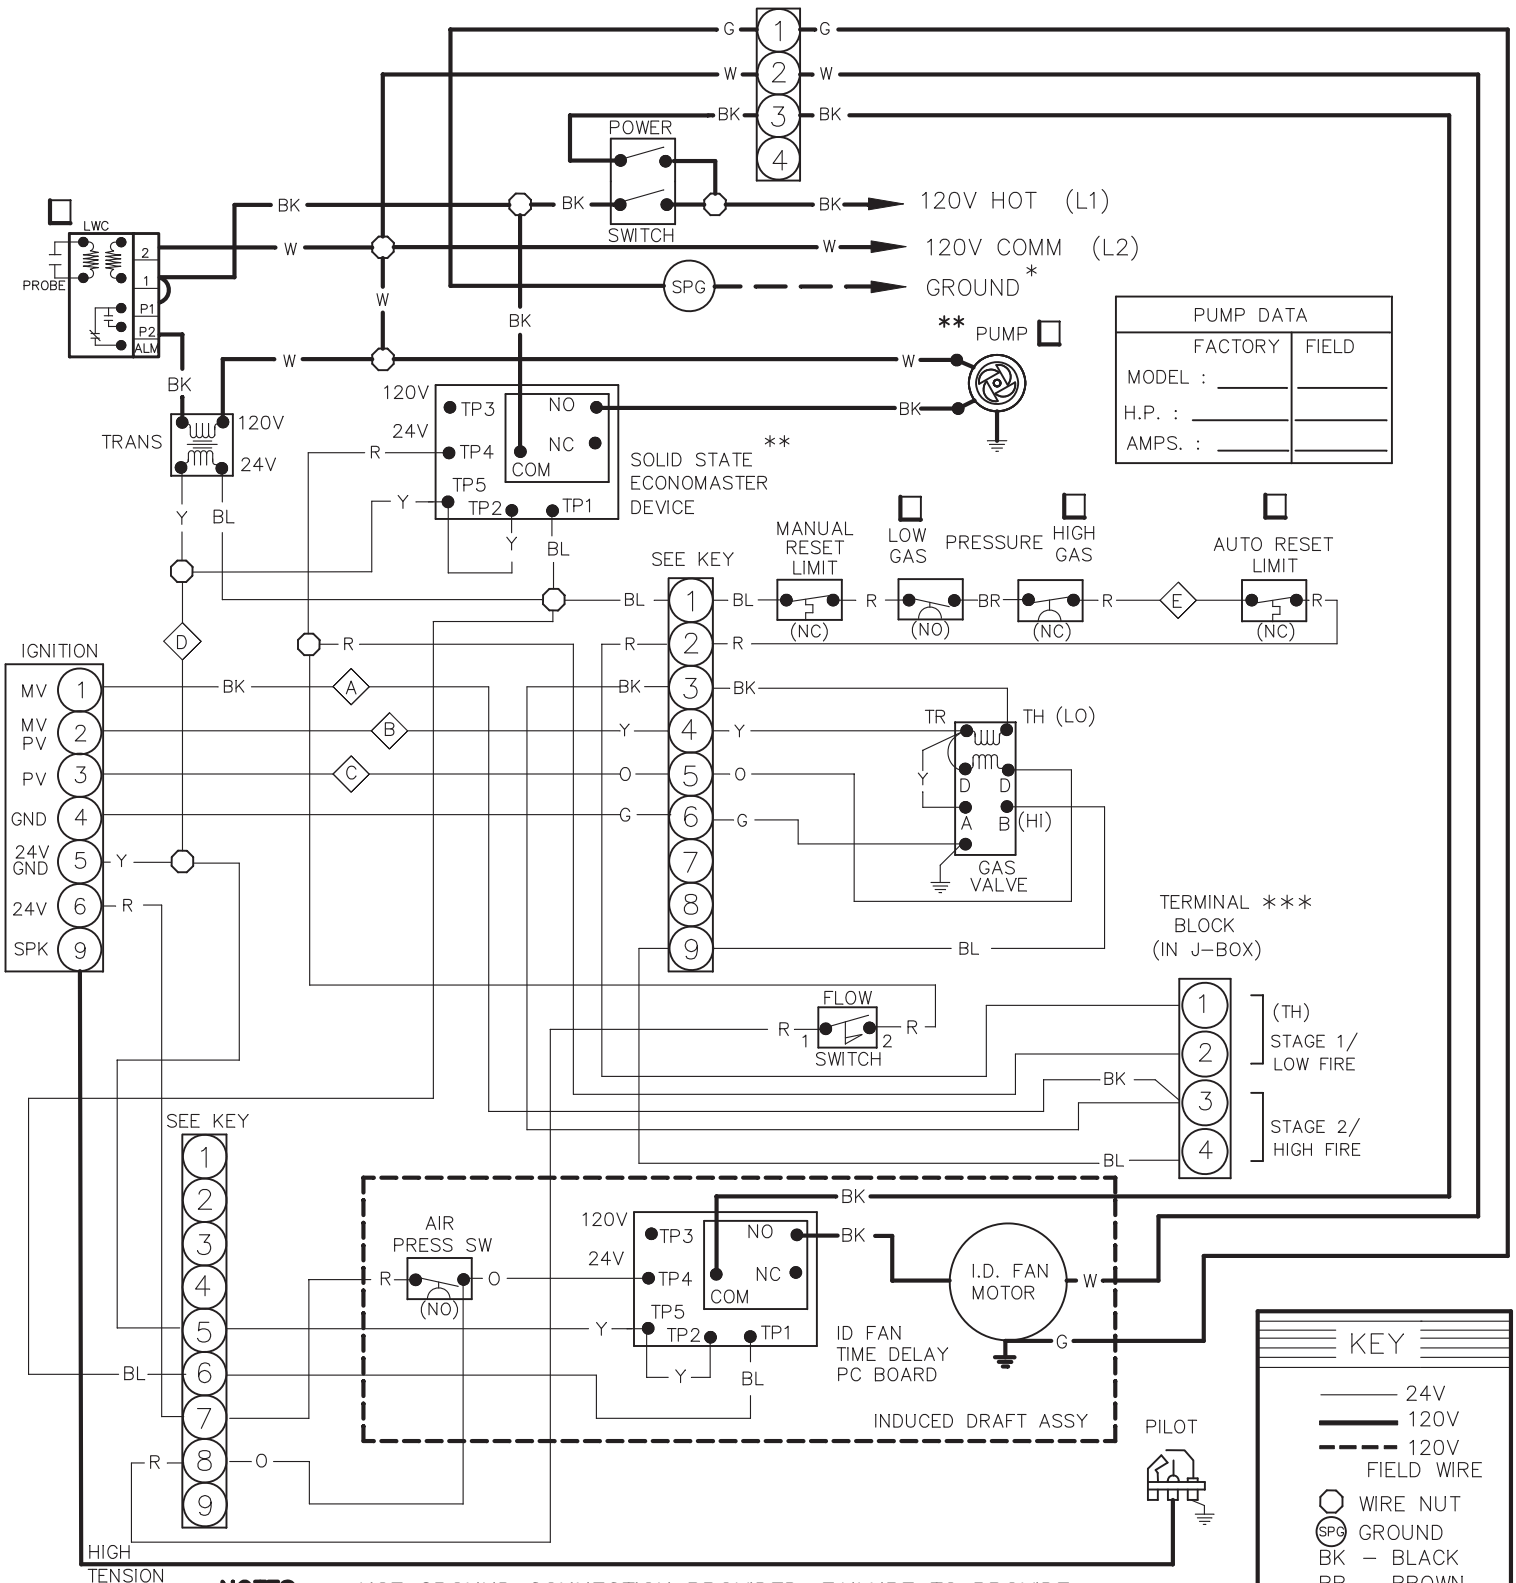 G 1 G
W 2 W
BK 3 BK
4
POWER
SWITCH
BK BK BK 120V HOT (L1)
W W 120V COMM (L2)
SPG GROUND *
W
BK
LWC
PROBE
2
1
P1
P2
ALM
BK
W W
** PUMP
BK
PUMP DATA
FACTORY FIELD
MODEL :
H.P. :
AMPS. :
TRANS
120V
24V
Y BL
120V
24V
TP3
TP4
TP5
TP2
TP1
NO
NC
COM
R
Y
Y
BL
**
SOLID STATE
ECONOMASTER
DEVICE
MANUAL
RESET
LIMIT
LOW
GAS
PRESSURE
HIGH
GAS
AUTO RESET
LIMIT
SEE KEY
BL 1 BL (NC) R (NO) BR (NC) R E (NC) R
R R 2 R
D
IGNITION
MV 1 BK A BK 3 BK
MV
PV 2 B Y 4 Y
PV 3 C O 5 O
GND 4 G 6 G
24V
GND 5 Y 7
24V 6 R 8
SPK 9 9 BL
TR TH (LO)
Y
D D
A B (HI)
GAS
VALVE
TERMINAL ***
BLOCK
(IN J-BOX)
FLOW
R 1 2 R
SWITCH
1
2
3
4
(TH)
STAGE 1/
LOW FIRE
BK
STAGE 2/
HIGH FIRE
BL
SEE KEY
1
2
3
4
5
BL 6
7
R 8 O
9
AIR
PRESS SW
R O
(NO)
120V
24V
TP3
TP4
TP5
TP2
TP1
NO
NC
COM
BK
BK
Y
Y
BL
I.D. FAN
MOTOR
W
G
ID FAN
TIME DELAY
PC BOARD
INDUCED DRAFT ASSY
PILOT
HIGH
TENSION
KEY
24V
120V
120V
FIELD WIRE
WIRE NUT
SPG GROUND
BK - BLACK
BR - BROWN
NOTES